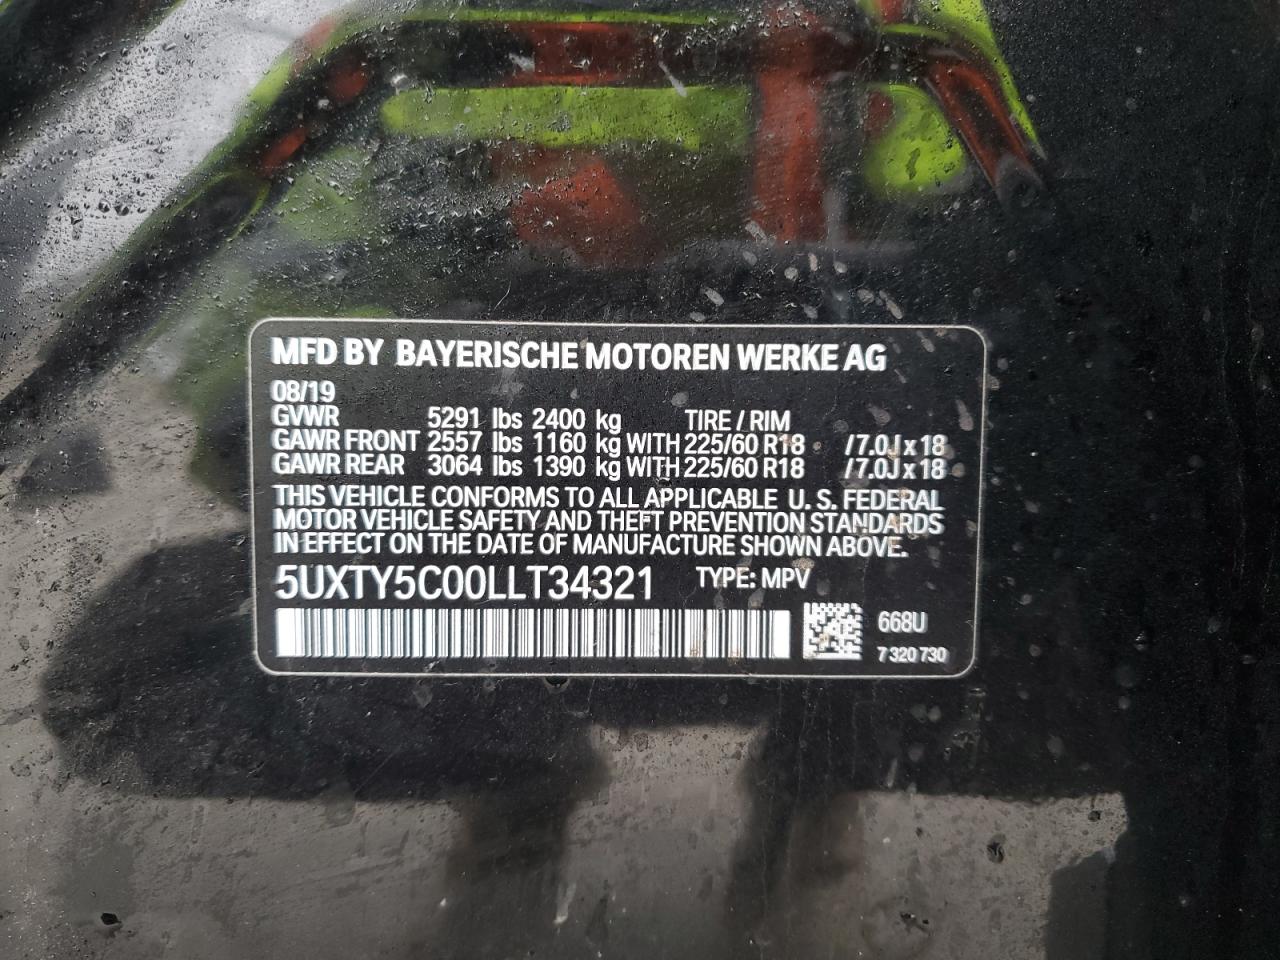 MFD BY BAYERISCHE MOTOREN WERKE AG
08/19
GVWR 5291 lbs 2400 kg TIRE / RIM
GAWR FRONT 2557 lbs 1160 kg WITH 225/60 R18 /7.0J x 18
GAWR REAR 3064 lbs 1390 kg WITH 225/60 R18 /7.0J x 18
THIS VEHICLE CONFORMS TO ALL APPLICABLE U. S. FEDERAL
MOTOR VEHICLE SAFETY AND THEFT PREVENTION STANDARDS
IN EFFECT ON THE DATE OF MANUFACTURE SHOWN ABOVE.
5UXTY5C00LLT34321 TYPE: MPV
668U
7 320 730